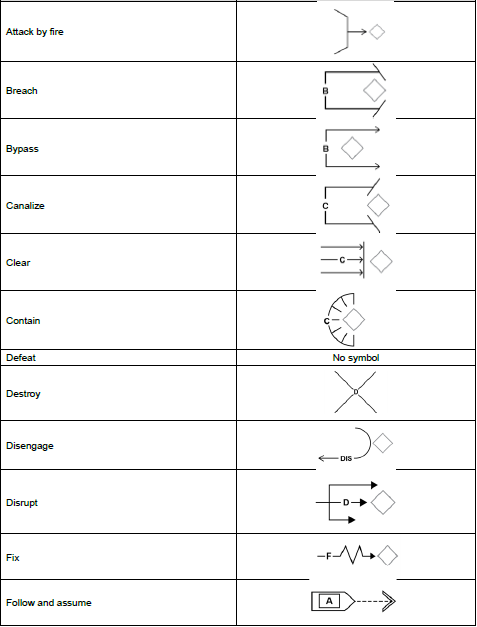 Attack by fire
Breach
B
Bypass
B
Canalize
C
Clear
C
Contain
C
Defeat No symbol
Destroy
D
Disengage
DIS
Disrupt
D
Fix
F
Follow and assume
A